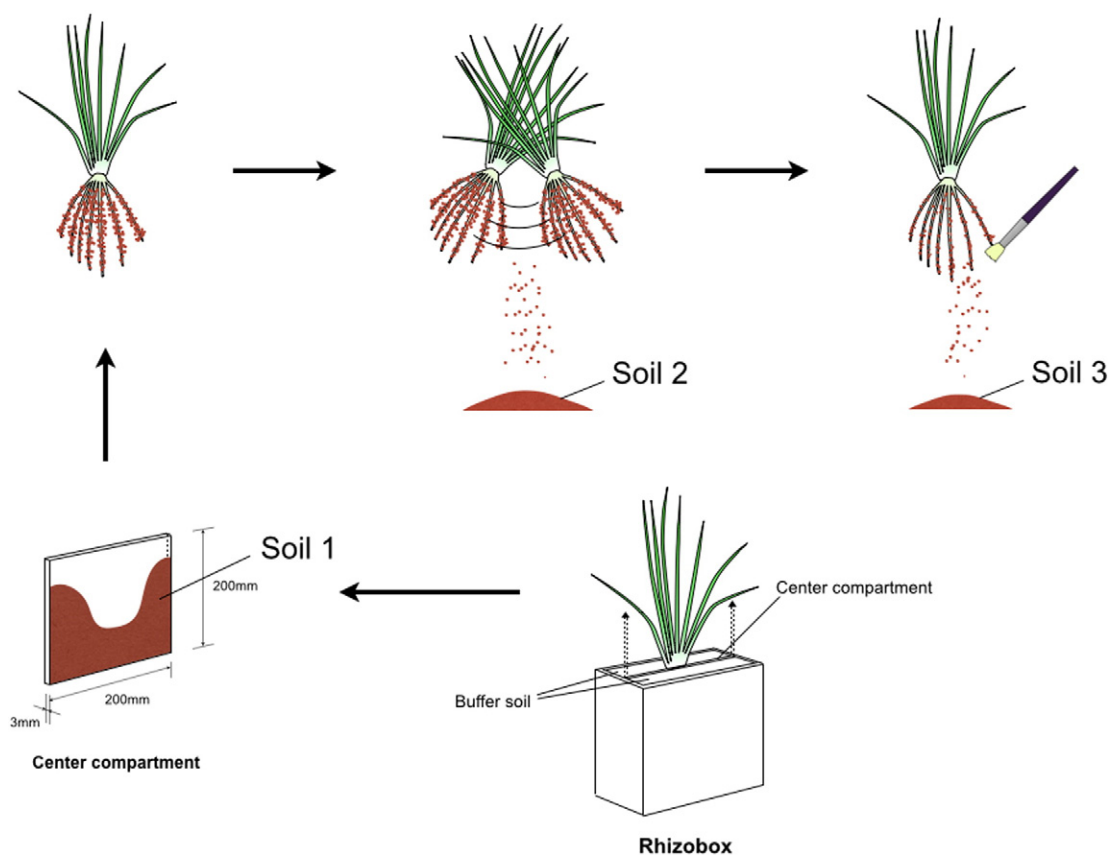 Soil 2
Soil 3
Soil 1
200mm
200mm
3mm
Center compartment
Center compartment
Buffer soil
Rhizobox